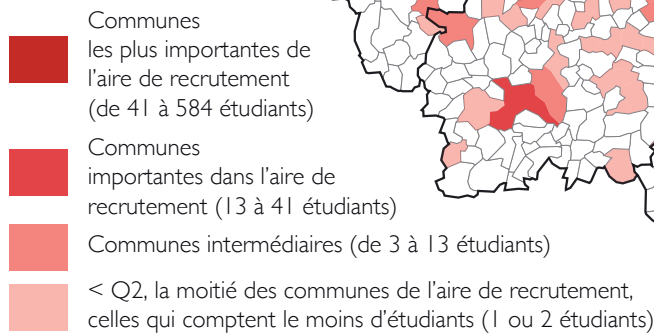 Communes
les plus importantes de
l'aire de recrutement
(de 41 à 584 étudiants)
Communes
importantes dans l'aire de
recrutement (13 à 41 étudiants)
Communes intermédiaires (de 3 à 13 étudiants)
< Q2, la moitié des communes de l'aire de recrutement,
celles qui comptent le moins d'étudiants (1 ou 2 étudiants)